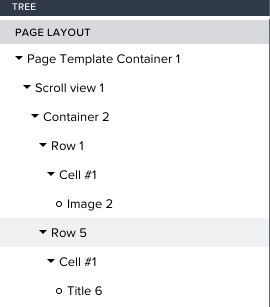 TREE
PAGE LAYOUT
Page Template Container 1
Scroll view 1
Container 2
Row 1
Cell #1
Image 2
Row 5
Cell #1
Title 6